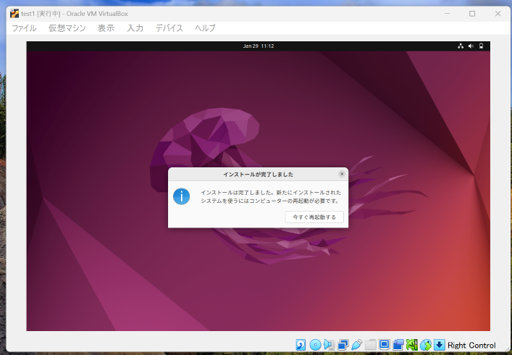 test1 [実行中] - Oracle VM VirtualBox
ファイル 仮想マシン 表示 入力 デバイス ヘルプ
Jan 29 11:12
インストールが完了しました
インストールは完了しました。新たにインストールされた
システムを使うにはコンピューターの再起動が必要です。
今すぐ再起動する
Right Control